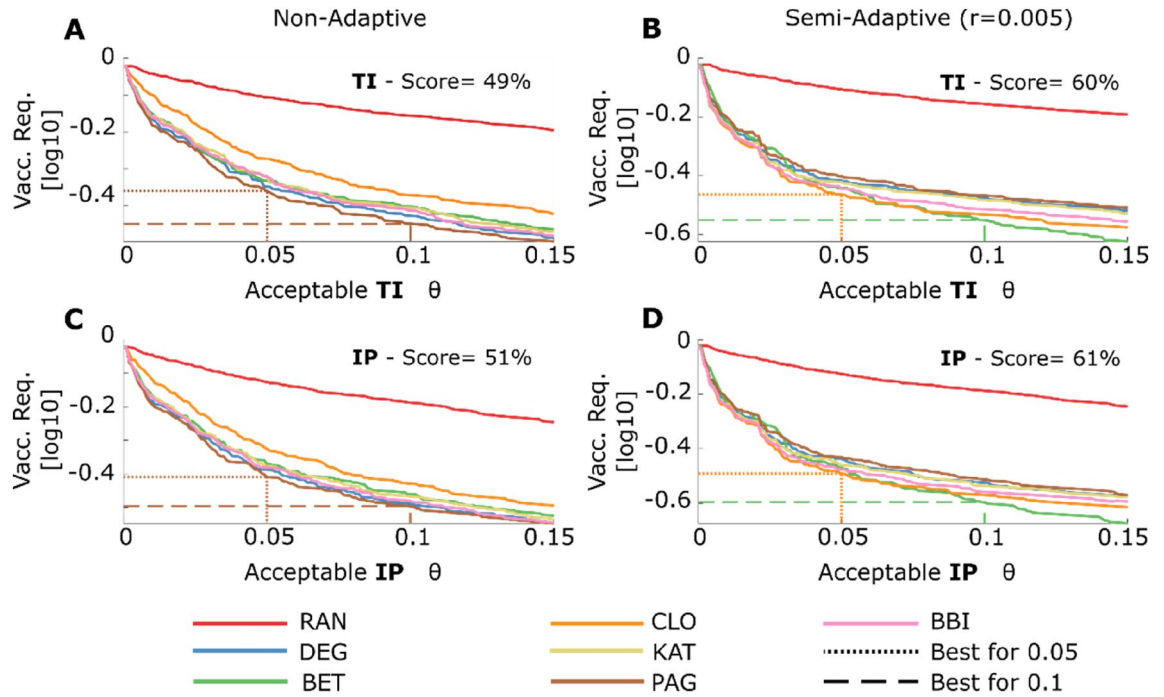 Non-Adaptive
Semi-Adaptive (r=0.005)
A
B
0
-0.2
-0.4
Vacc. Req.
[log10]
TI - Score= 49%
0
0.05
0.1
0.15
Acceptable TI θ
0
-0.2
-0.4
-0.6
Vacc. Req.
[log10]
TI - Score= 60%
0
0.05
0.1
0.15
Acceptable TI θ
C
D
0
-0.2
-0.4
Vacc. Req.
[log10]
IP - Score= 51%
0
0.05
0.1
0.15
Acceptable IP θ
0
-0.2
-0.4
-0.6
Vacc. Req.
[log10]
IP - Score= 61%
0
0.05
0.1
0.15
Acceptable IP θ
RAN
DEG
BET
CLO
KAT
PAG
BBI
Best for 0.05
Best for 0.1